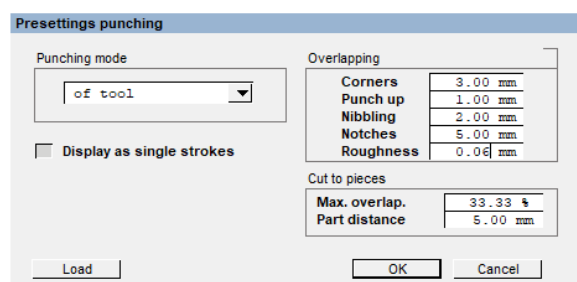 Presettings punching
Punching mode
of tool
Display as single strokes
Overlapping
Corners 3.00 mm
Punch up 1.00 mm
Nibbling 2.00 mm
Notches 5.00 mm
Roughness 0.06 mm
Cut to pieces
Max. overlap. 33.33 %
Part distance 5.00 mm
Load OK Cancel